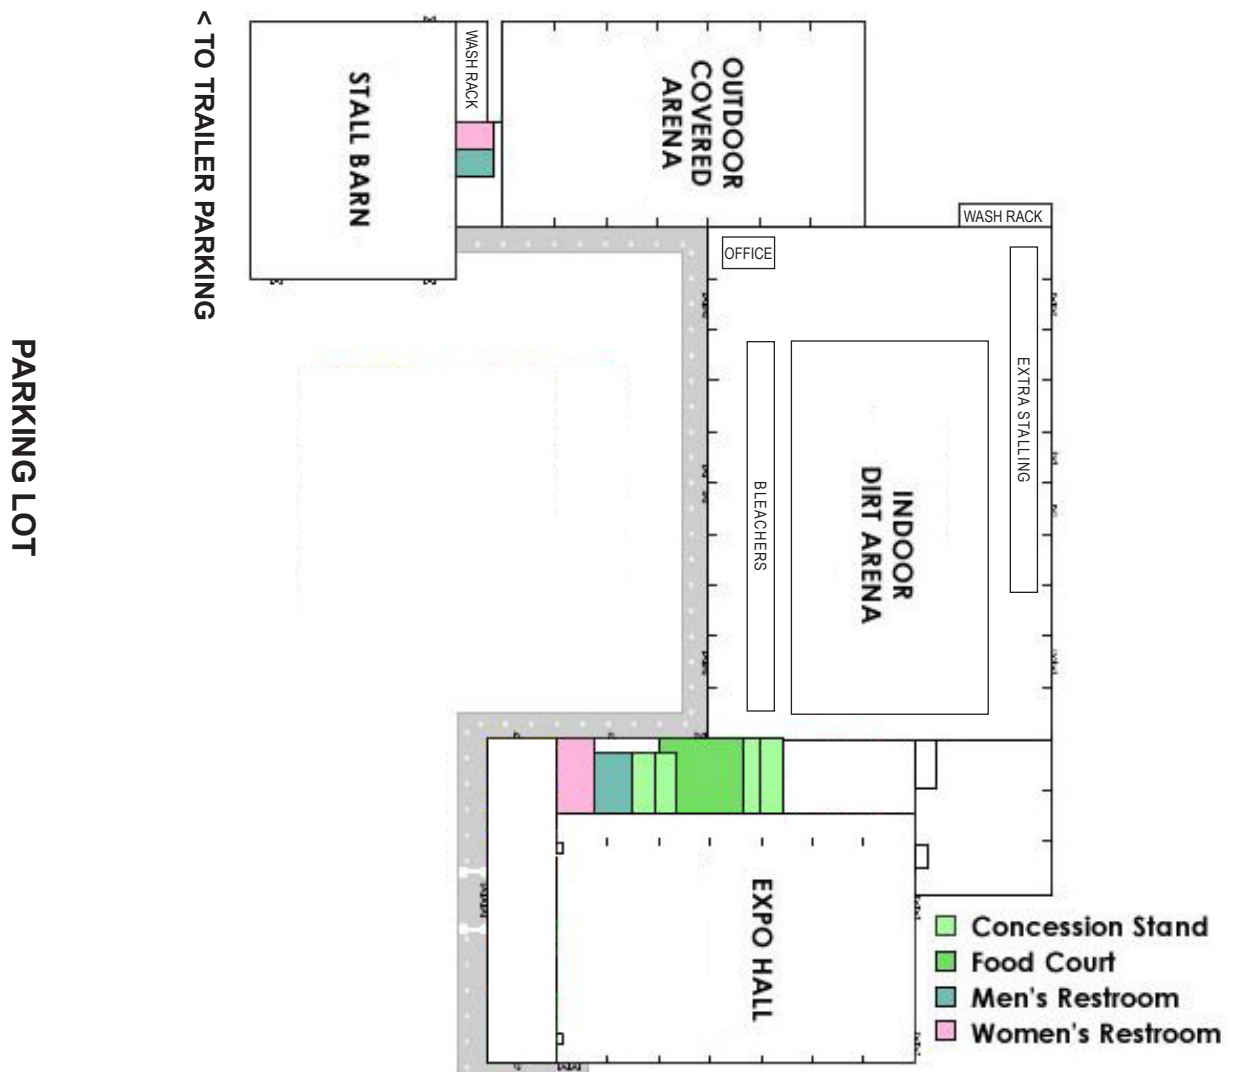 < TO TRAILER PARKING
PARKING LOT
STALL BARN
WASH RACK
OUTDOOR
COVERED
ARENA
WASH RACK
OFFICE
EXTRA STALLING
BLEACHERS
INDOOR
DIRT ARENA
EXPO HALL
Concession Stand
Food Court
Men's Restroom
Women's Restroom